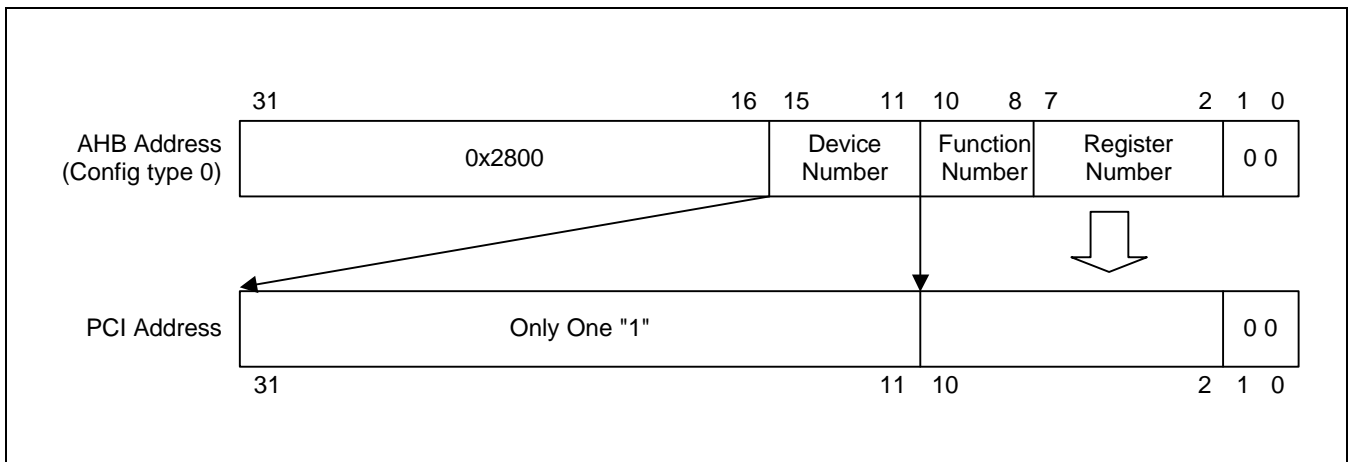 31 16 15 11 10 8 7 2 1 0
AHB Address
(Config type 0)
0x2800
Device
Number
Function
Number
Register
Number
0 0
PCI Address
Only One "1"
0 0
31 11 10 2 1 0